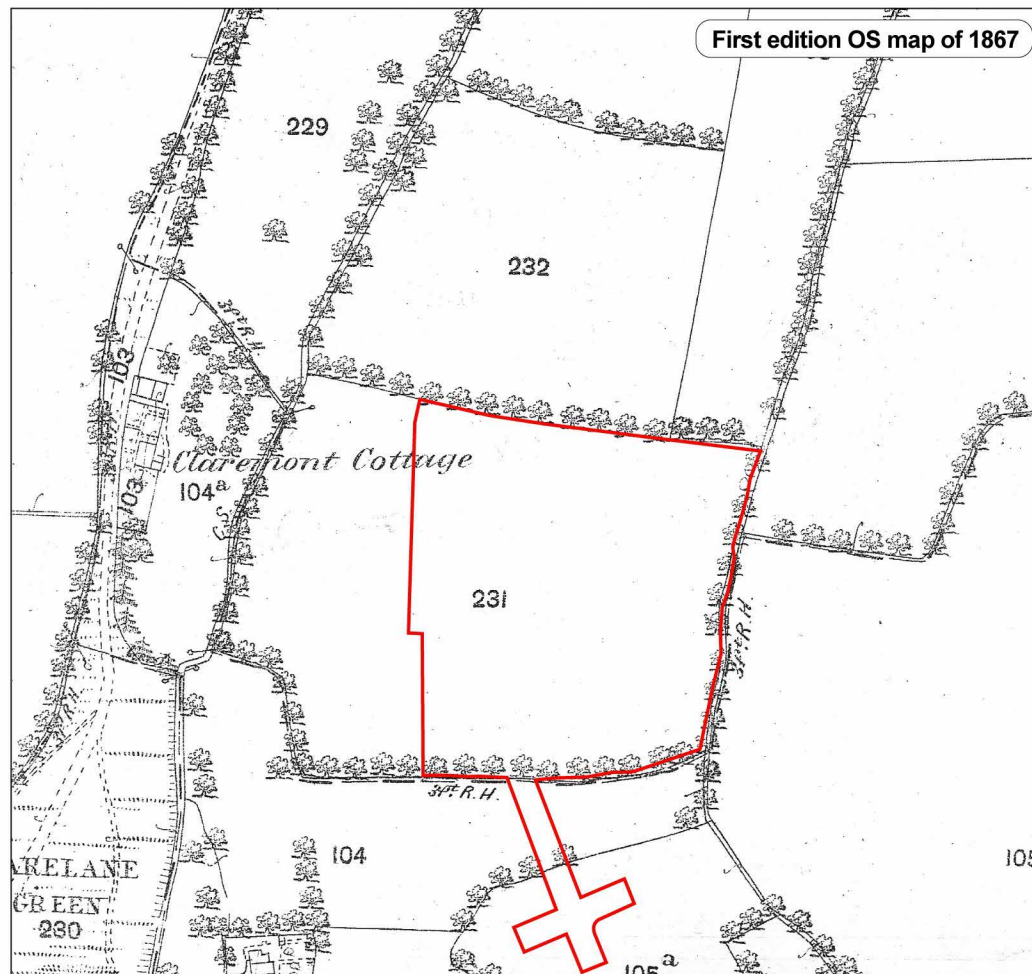 First edition OS map of 1867
229
232
3ft R.H.
103
Claremont Cottage
104a
103
F.S
231
3ft. R.H.
3ft. R.H.
104
105
ARELANE
GREEN
230
105a